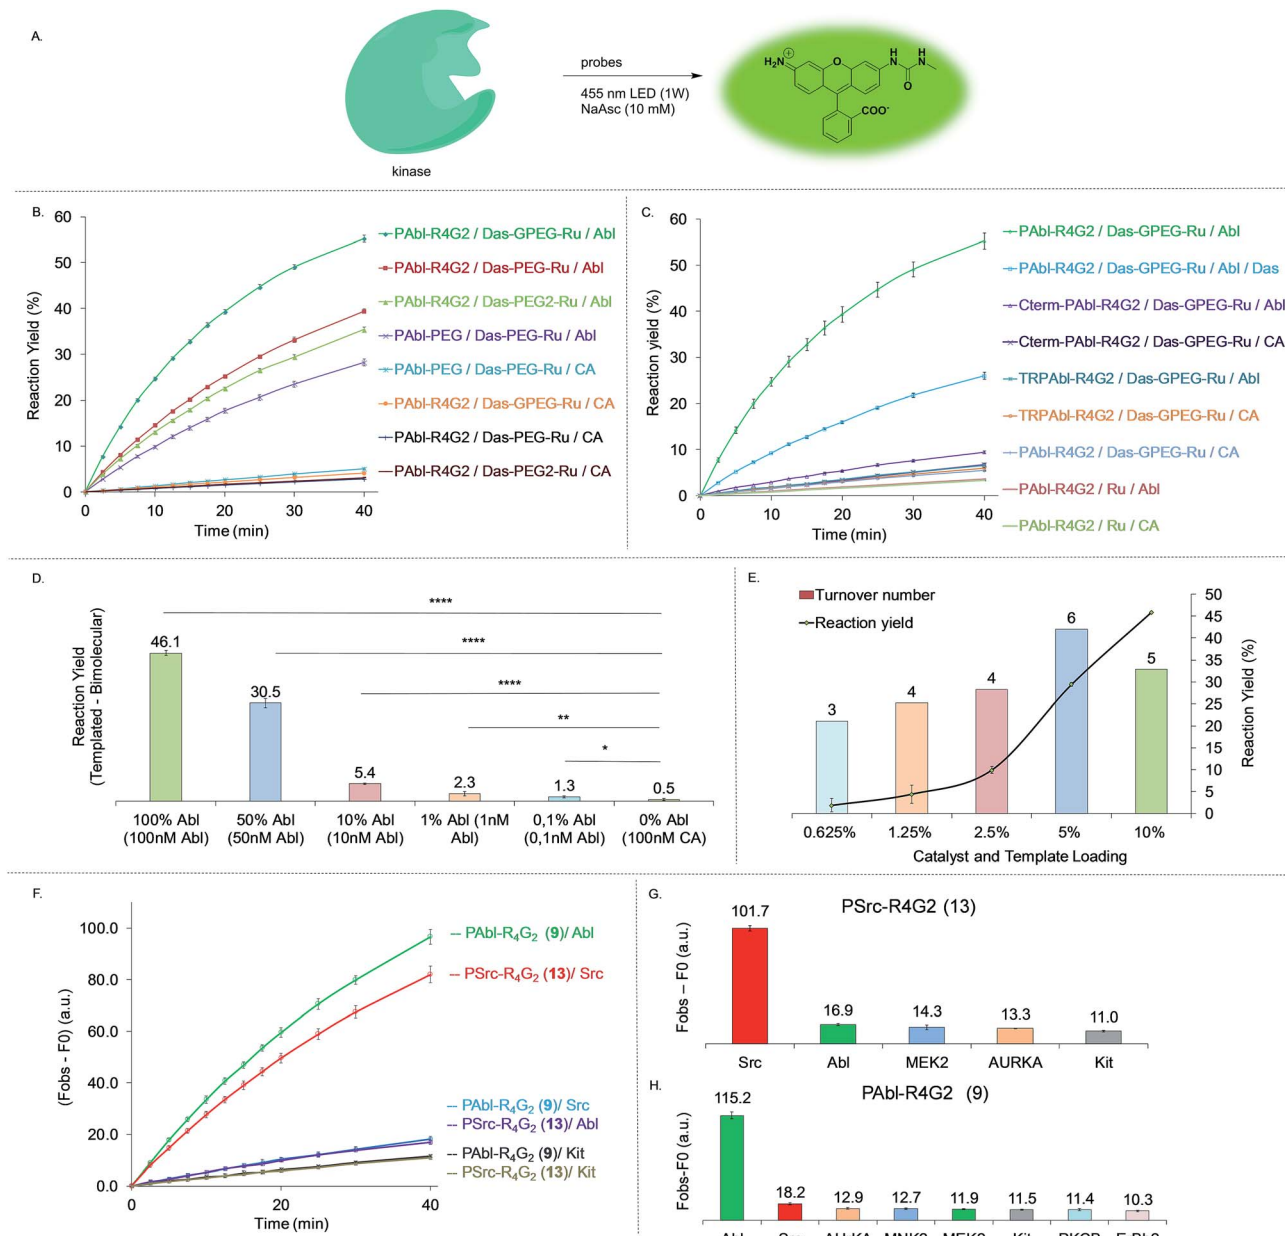 A.
kinase
probes
455 nm LED (1W)
NaAsc (10 mM)
H₂N
⊕
O
H
N
H
N
O
COO⁻
B.
Reaction Yield (%)
60
50
40
30
20
10
0
0
10
20
30
40
Time (min)
PAbl-R4G2 / Das-GPEG-Ru / Abl
PAbl-R4G2 / Das-PEG-Ru / Abl
PAbl-R4G2 / Das-PEG2-Ru / Abl
PAbl-PEG / Das-PEG-Ru / Abl
PAbl-PEG / Das-PEG-Ru / CA
PAbl-R4G2 / Das-GPEG-Ru / CA
PAbl-R4G2 / Das-PEG-Ru / CA
PAbl-R4G2 / Das-PEG2-Ru / CA
C.
Reaction yield (%)
60
50
40
30
20
10
0
0
10
20
30
40
Time (min)
PAbl-R4G2 / Das-GPEG-Ru / Abl
PAbl-R4G2 / Das-GPEG-Ru / Abl / Das
Cterm-PAbl-R4G2 / Das-GPEG-Ru / Abl
Cterm-PAbl-R4G2 / Das-GPEG-Ru / CA
TRPAbl-R4G2 / Das-GPEG-Ru / Abl
TRPAbl-R4G2 / Das-GPEG-Ru / CA
PAbl-R4G2 / Das-GPEG-Ru / CA
PAbl-R4G2 / Ru / Abl
PAbl-R4G2 / Ru / CA
D.
Reaction Yield
(Templated - Bimolecular)
****
****
****
**
*
46.1
30.5
5.4
2.3
1.3
0.5
100% Abl
(100nM Abl)
50% Abl
(50nM Abl)
10% Abl
(10nM Abl)
1% Abl (1nM
Abl)
0,1% Abl
(0,1nM Abl)
0% Abl
(100nM CA)
E.
Turnover number
Reaction yield
3
4
4
6
5
50
45
40
35
30
25
20
15
10
5
0
Reaction Yield (%)
0.625%
1.25%
2.5%
5%
10%
Catalyst and Template Loading
F.
(Fobs - F0) (a.u.)
100.0
80.0
60.0
40.0
20.0
0.0
0
20
40
Time (min)
-- PAbl-R₄G₂ (9)/ Abl
-- PSrc-R₄G₂ (13)/ Src
-- PAbl-R₄G₂ (9)/ Src
-- PSrc-R₄G₂ (13)/ Abl
-- PAbl-R₄G₂ (9)/ Kit
-- PSrc-R₄G₂ (13)/ Kit
G.
PSrc-R4G2 (13)
Fobs – F0 (a.u.)
101.7
16.9
14.3
13.3
11.0
Src
Abl
MEK2
AURKA
Kit
H.
PAbl-R4G2 (9)
Fobs-F0 (a.u.)
115.2
18.2
12.9
12.7
11.9
11.5
11.4
10.3